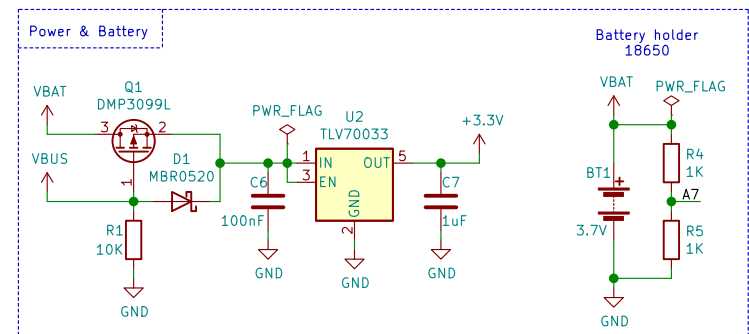 Power & Battery
Battery holder
18650
VBAT
Q1
DMP3099L
3
2
1
VBUS
D1
MBR0520
R1
10K
GND
PWR_FLAG
C6
100nF
GND
U2
TLV70033
1
IN
OUT
5
3
EN
GND
2
GND
+3.3V
C7
1uF
GND
VBAT
PWR_FLAG
BT1
+
3.7V
R4
1K
A7
R5
1K
GND